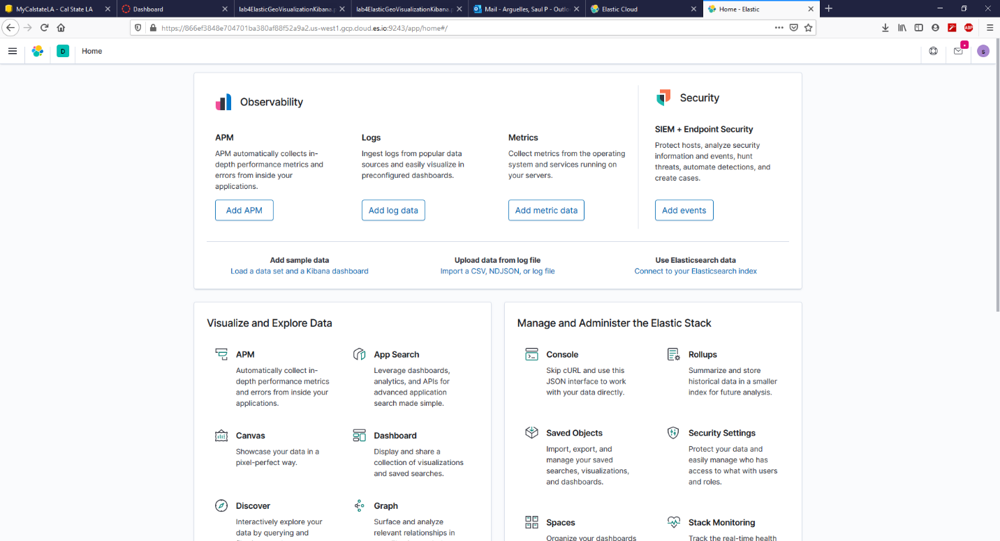 MyCalstateLA - Cal State LA
Dashboard
lab4ElasticGeoVisualizationKibana.p
lab4ElasticGeoVisualizationKibana.p
Mail - Arguelles, Saul P - Outlo
Elastic Cloud
Home - Elastic
https://866ef3848e704701ba380af88f52a9a2.us-west1.gcp.cloud.es.io:9243/app/home#/
ABP
D
Home
s
Observability
Security
APM
APM automatically collects in-
depth performance metrics and
errors from inside your
applications.
Add APM
Logs
Ingest logs from popular data
sources and easily visualize in
preconfigured dashboards.
Add log data
Metrics
Collect metrics from the operating
system and services running on
your servers.
Add metric data
SIEM + Endpoint Security
Protect hosts, analyze security
information and events, hunt
threats, automate detections, and
create cases.
Add events
Add sample data
Load a data set and a Kibana dashboard
Upload data from log file
Import a CSV, NDJSON, or log file
Use Elasticsearch data
Connect to your Elasticsearch index
Visualize and Explore Data
APM
Automatically collect in-
depth performance metrics
and errors from inside your
applications.
App Search
Leverage dashboards,
analytics, and APIs for
advanced application
search made simple.
Canvas
Showcase your data in a
pixel-perfect way.
Dashboard
Display and share a
collection of visualizations
and saved searches.
Discover
Interactively explore your
data by querying and
Graph
Surface and analyze
relevant relationships in
Manage and Administer the Elastic Stack
Console
Skip cURL and use this
JSON interface to work
with your data directly.
Rollups
Summarize and store
historical data in a smaller
index for future analysis.
Saved Objects
Import, export, and
manage your saved
searches, visualizations,
and dashboards.
Security Settings
Protect your data and
easily manage who has
access to what with users
and roles.
Spaces
Organize your dashboards
Stack Monitoring
Track the real-time health